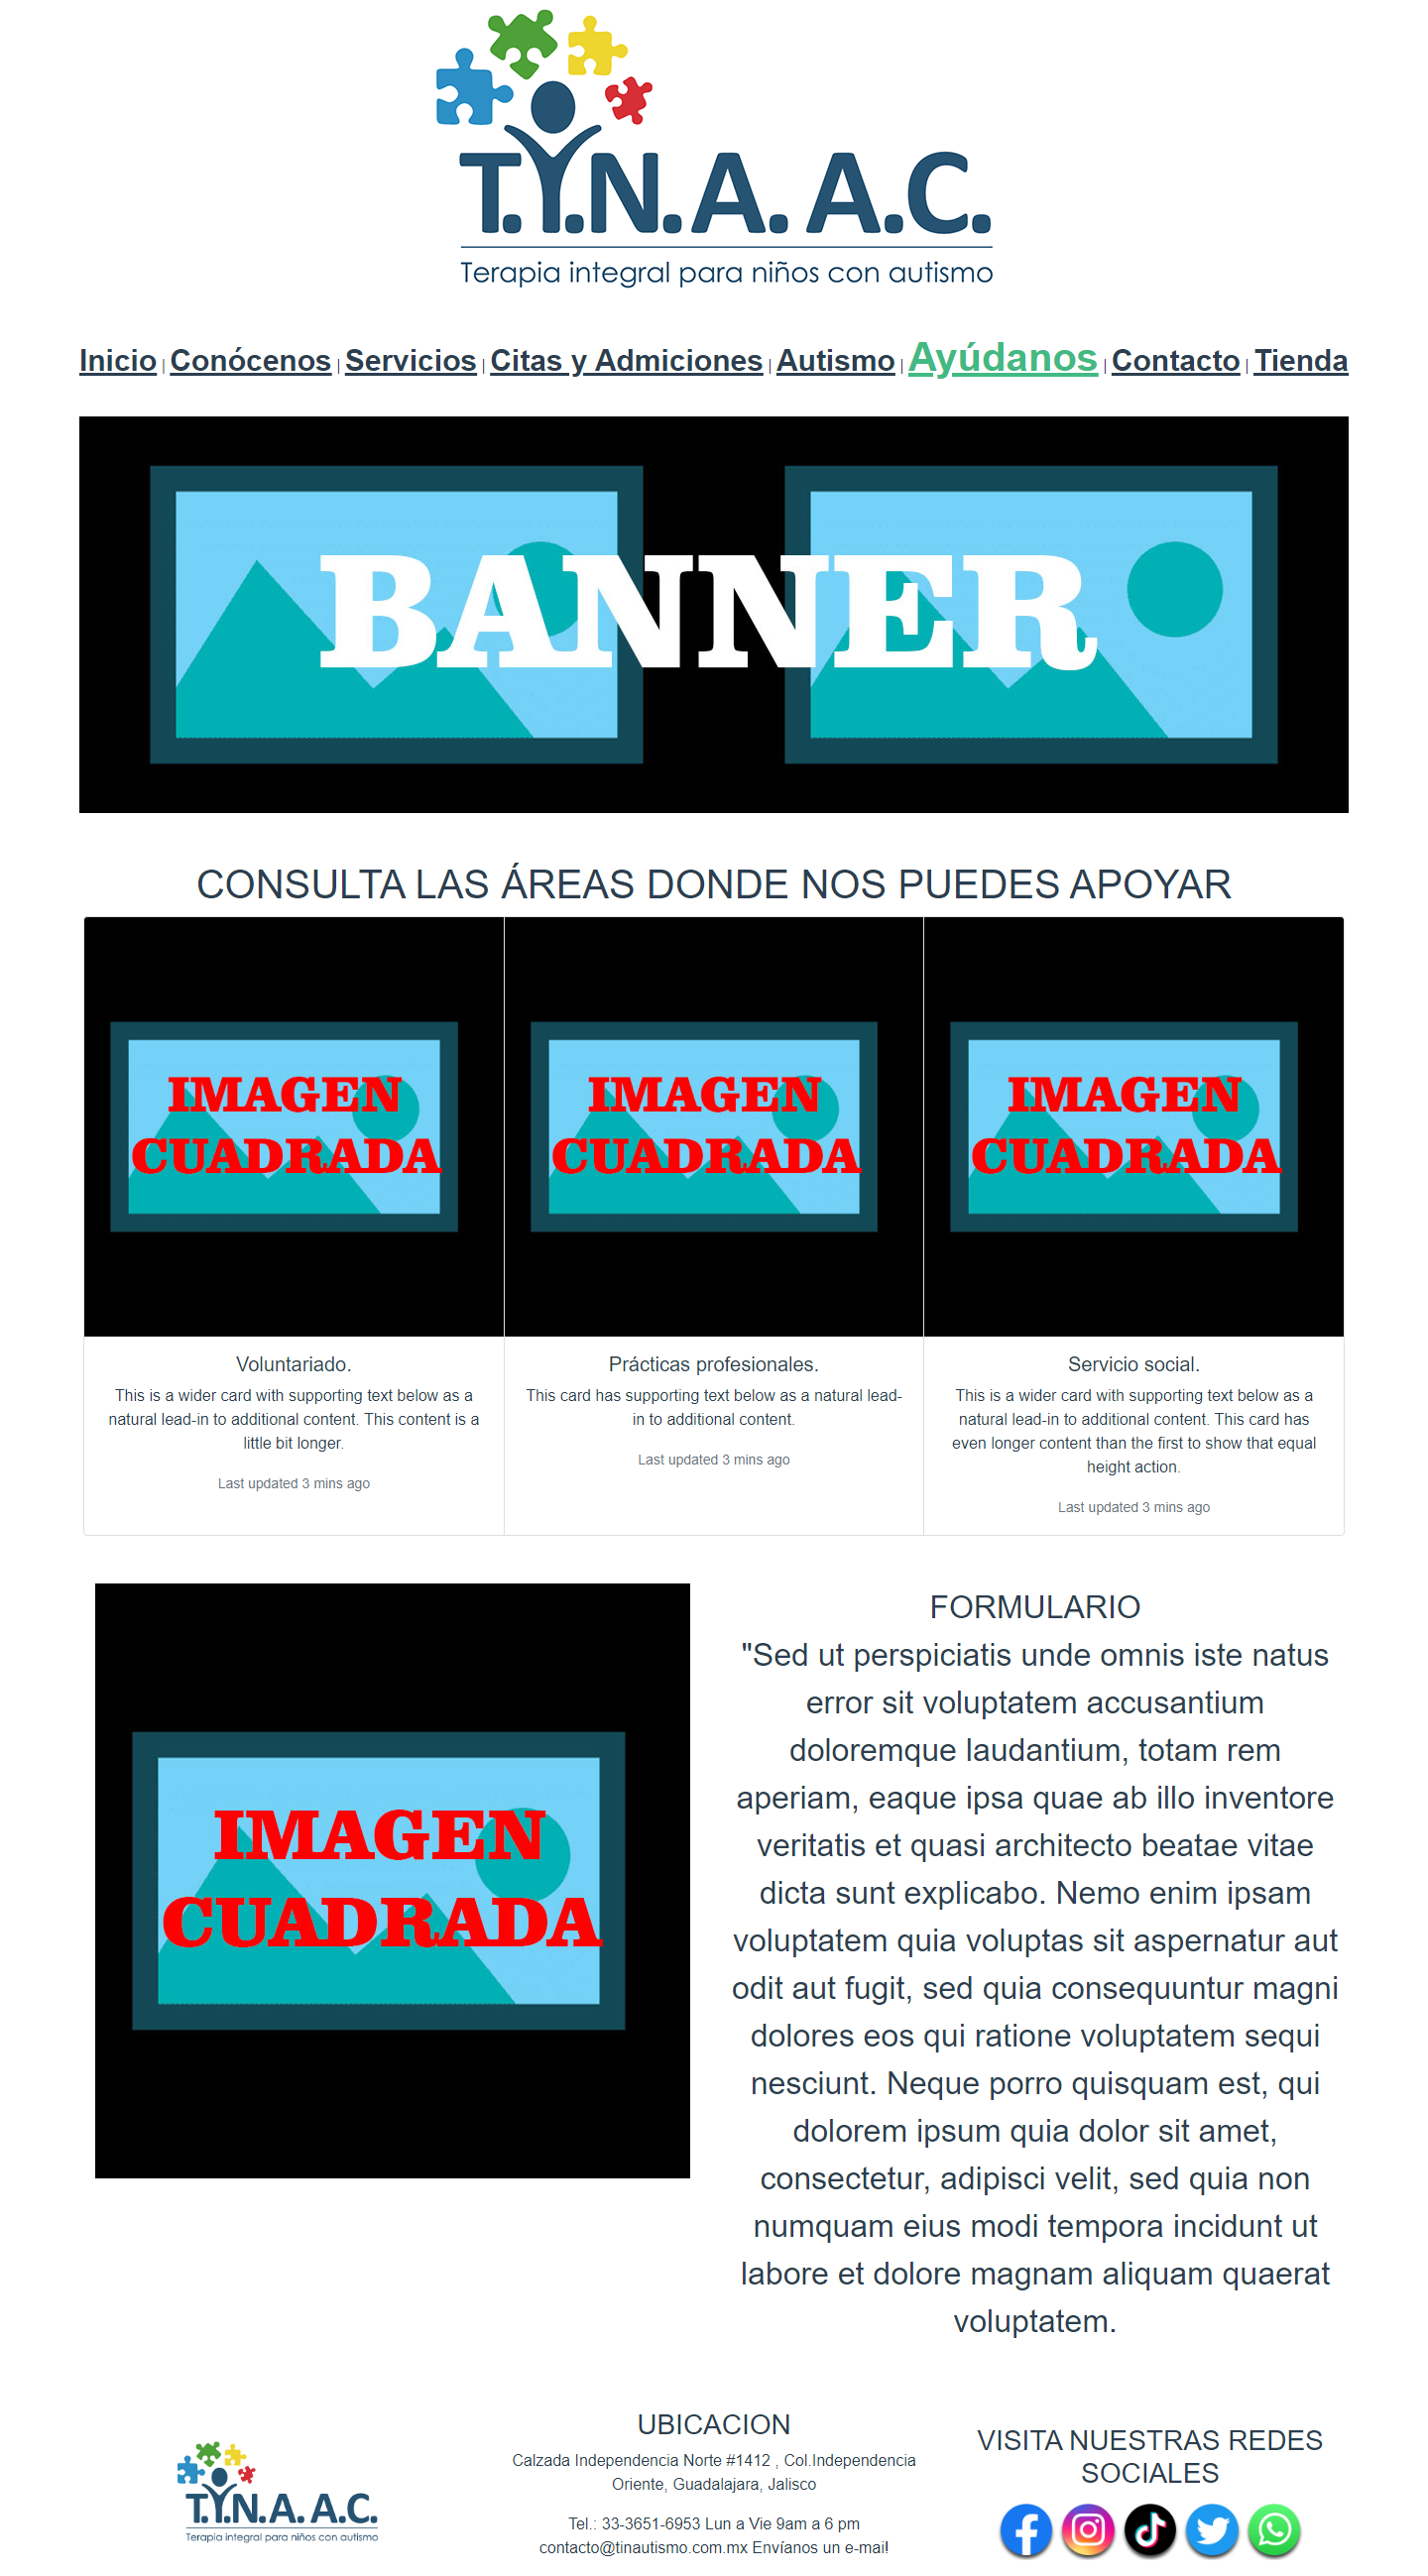 T.I.N.A. A.C.
Terapia integral para niños con autismo
Inicio | Conócenos | Servicios | Citas y Admiciones | Autismo | Ayúdanos | Contacto | Tienda
BANNER
CONSULTA LAS ÁREAS DONDE NOS PUEDES APOYAR
IMAGEN
CUADRADA
IMAGEN
CUADRADA
IMAGEN
CUADRADA
Voluntariado.
This is a wider card with supporting text below as a
natural lead-in to additional content. This content is a
little bit longer.
Last updated 3 mins ago
Prácticas profesionales.
This card has supporting text below as a natural lead-
in to additional content.
Last updated 3 mins ago
Servicio social.
This is a wider card with supporting text below as a
natural lead-in to additional content. This card has
even longer content than the first to show that equal
height action.
Last updated 3 mins ago
IMAGEN
CUADRADA
FORMULARIO
"Sed ut perspiciatis unde omnis iste natus
error sit voluptatem accusantium
doloremque laudantium, totam rem
aperiam, eaque ipsa quae ab illo inventore
veritatis et quasi architecto beatae vitae
dicta sunt explicabo. Nemo enim ipsam
voluptatem quia voluptas sit aspernatur aut
odit aut fugit, sed quia consequuntur magni
dolores eos qui ratione voluptatem sequi
nesciunt. Neque porro quisquam est, qui
dolorem ipsum quia dolor sit amet,
consectetur, adipisci velit, sed quia non
numquam eius modi tempora incidunt ut
labore et dolore magnam aliquam quaerat
voluptatem.
T.I.N.A. A.C.
Terapia integral para niños con autismo
UBICACION
Calzada Independencia Norte #1412 , Col.Independencia
Oriente, Guadalajara, Jalisco
Tel.: 33-3651-6953 Lun a Vie 9am a 6 pm
contacto@tinautismo.com.mx Envíanos un e-mail
VISITA NUESTRAS REDES
SOCIALES